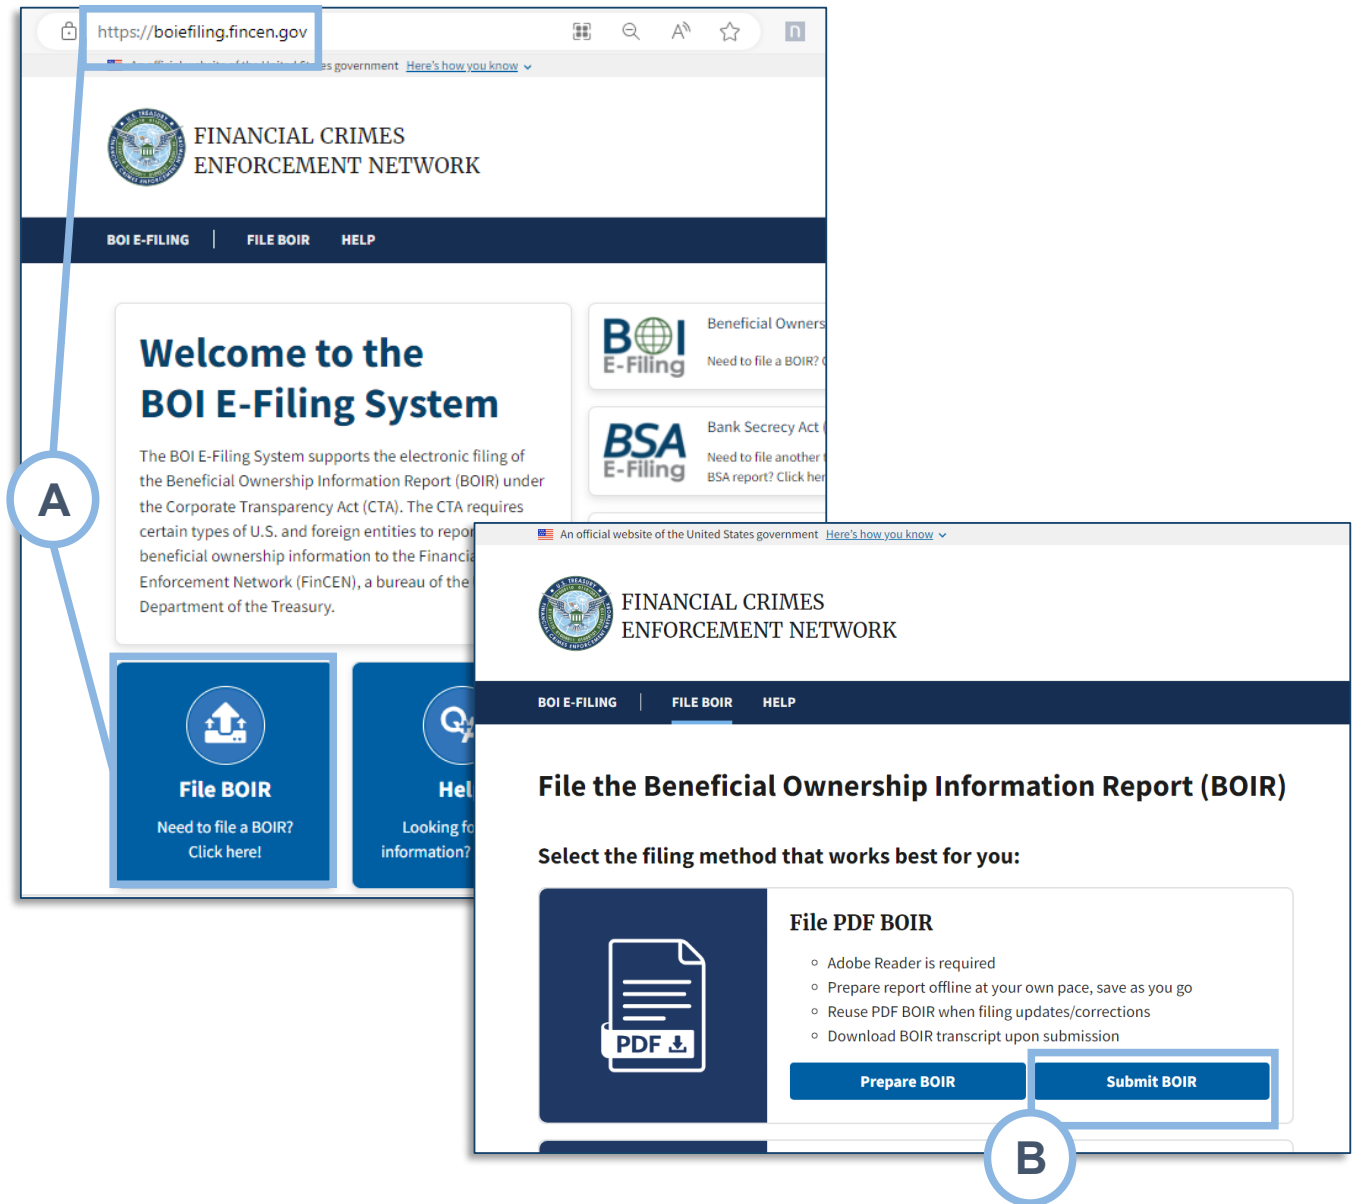 https://boiefiling.fincen.gov
es government Here's how you know
FINANCIAL CRIMES
ENFORCEMENT NETWORK
BOI E-FILING FILE BOIR HELP
Welcome to the
BOI E-Filing System
The BOI E-Filing System supports the electronic filing of
the Beneficial Ownership Information Report (BOIR) under
the Corporate Transparency Act (CTA). The CTA requires
certain types of U.S. and foreign entities to repor
beneficial ownership information to the Financia
Enforcement Network (FinCEN), a bureau of the
Department of the Treasury.
BOI
E-Filing
Beneficial Owners
Need to file a BOIR?
BSA
E-Filing
Bank Secrecy Act (
Need to file another
BSA report? Click her
A
File BOIR
Need to file a BOIR?
Click here!
Hel
Looking fo
information?
An official website of the United States government Here's how you know
FINANCIAL CRIMES
ENFORCEMENT NETWORK
BOI E-FILING FILE BOIR HELP
File the Beneficial Ownership Information Report (BOIR)
Select the filing method that works best for you:
PDF
File PDF BOIR
Adobe Reader is required
Prepare report offline at your own pace, save as you go
Reuse PDF BOIR when filing updates/corrections
Download BOIR transcript upon submission
Prepare BOIR Submit BOIR
B